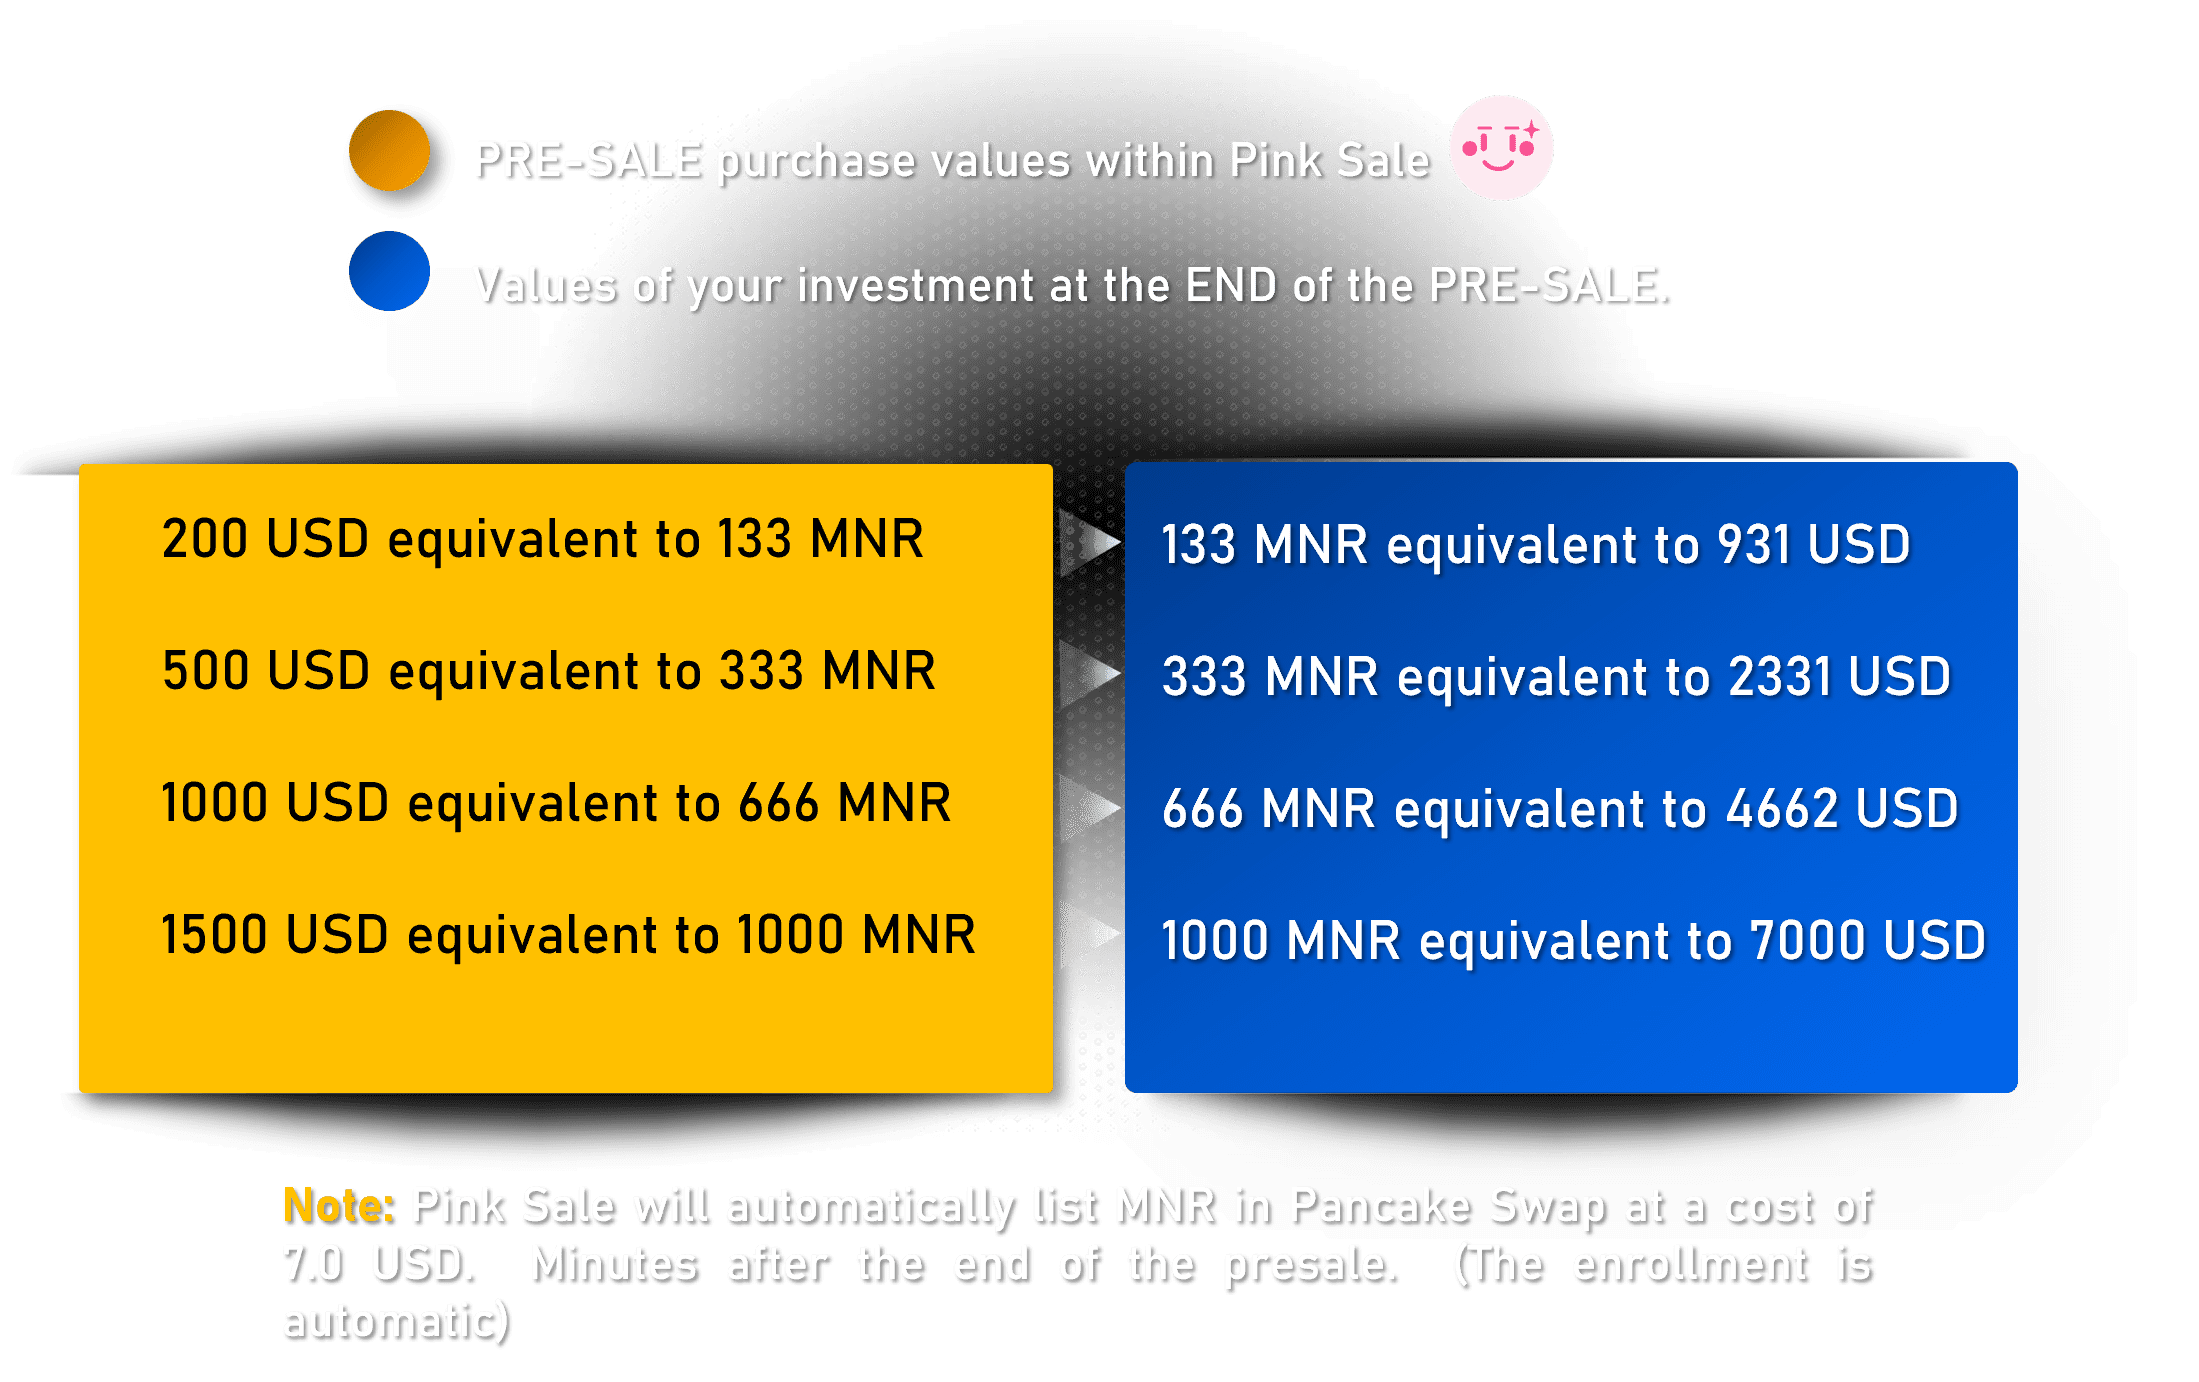 PRE-SALE purchase values within Pink Sale
Values of your investment at the END of the PRE-SALE.
200 USD equivalent to 133 MNR
500 USD equivalent to 333 MNR
1000 USD equivalent to 666 MNR
1500 USD equivalent to 1000 MNR
133 MNR equivalent to 931 USD
333 MNR equivalent to 2331 USD
666 MNR equivalent to 4662 USD
1000 MNR equivalent to 7000 USD
Note: Pink Sale will automatically list MNR in Pancake Swap at a cost of
7.0 USD. Minutes after the end of the presale. (The enrollment is
automatic)